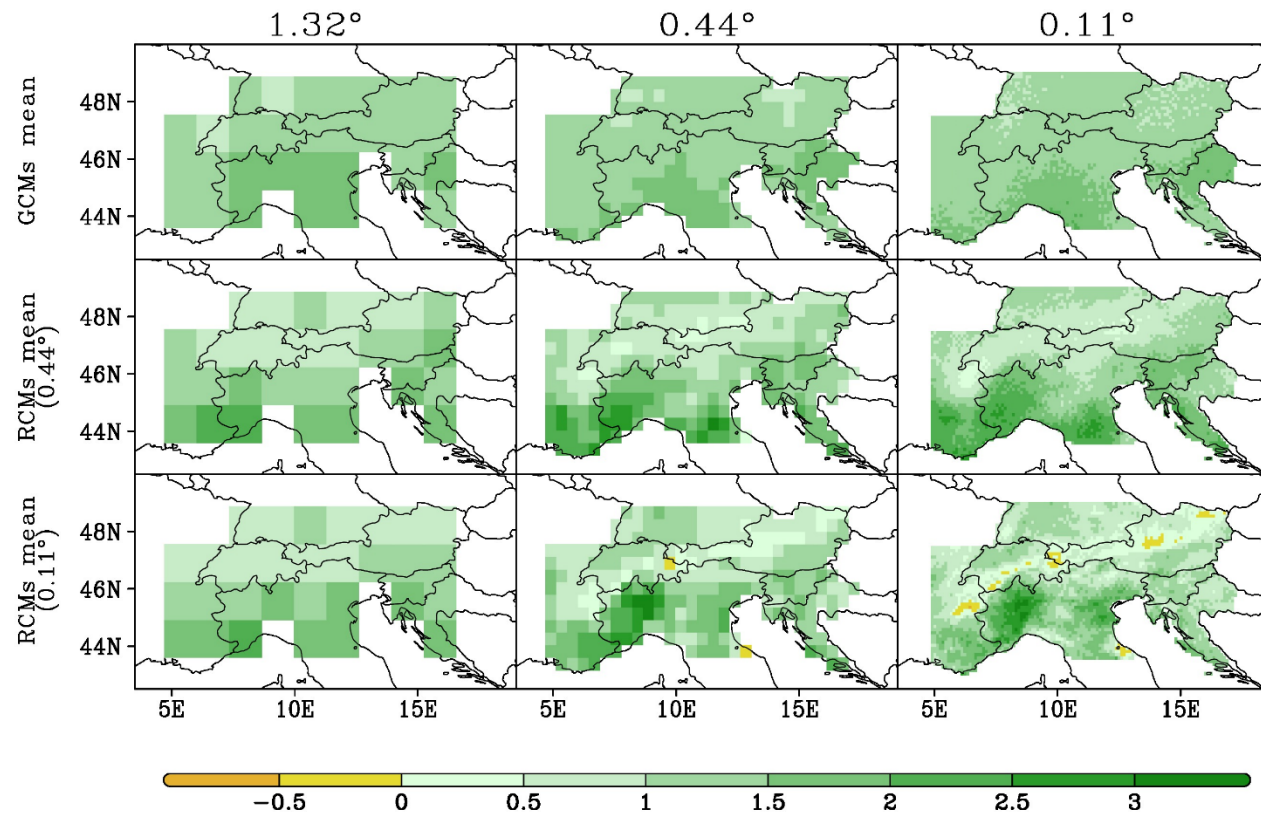 1.32° 0.44° 0.11°
GCMs mean
48N
46N
44N
RCMs mean
(0.44°)
48N
46N
44N
RCMs mean
(0.11°)
48N
46N
44N
5E 10E 15E 5E 10E 15E 5E 10E 15E
−0.5 0 0.5 1 1.5 2 2.5 3